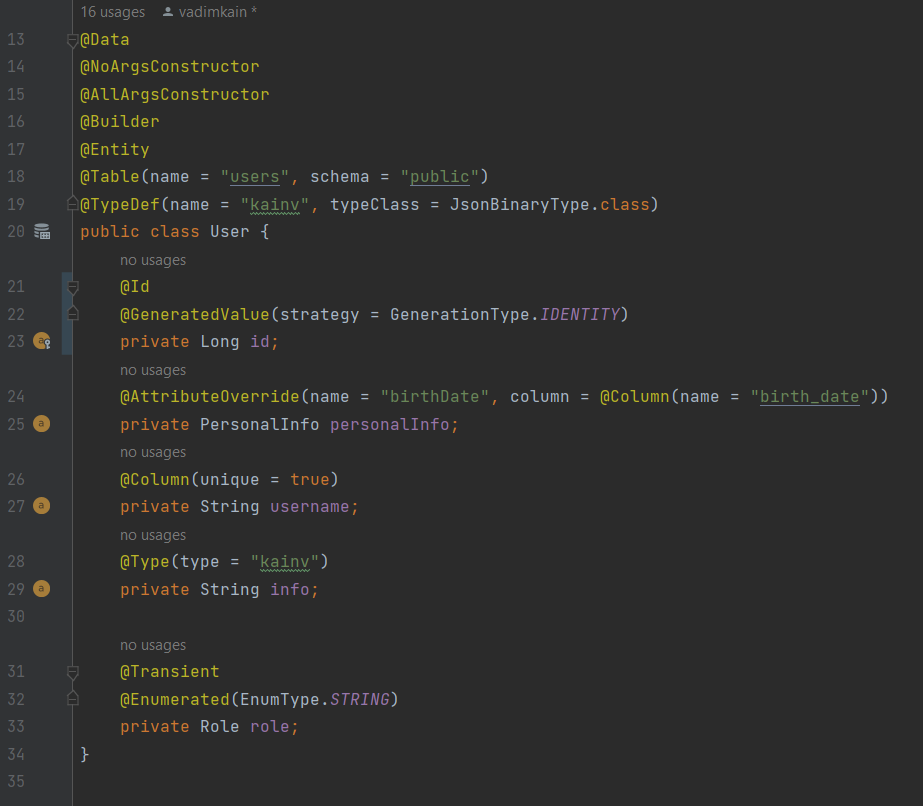 16 usages vadimkain *
13 @Data
14 @NoArgsConstructor
15 @AllArgsConstructor
16 @Builder
17 @Entity
18 @Table(name = "users", schema = "public")
19 @TypeDef(name = "kainv", typeClass = JsonBinaryType.class)
20 public class User {
no usages
21 @Id
22 @GeneratedValue(strategy = GenerationType.IDENTITY)
23 private Long id;
no usages
24 @AttributeOverride(name = "birthDate", column = @Column(name = "birth_date"))
25 private PersonalInfo personalInfo;
no usages
26 @Column(unique = true)
27 private String username;
no usages
28 @Type(type = "kainv")
29 private String info;
30
no usages
31 @Transient
32 @Enumerated(EnumType.STRING)
33 private Role role;
34 }
35